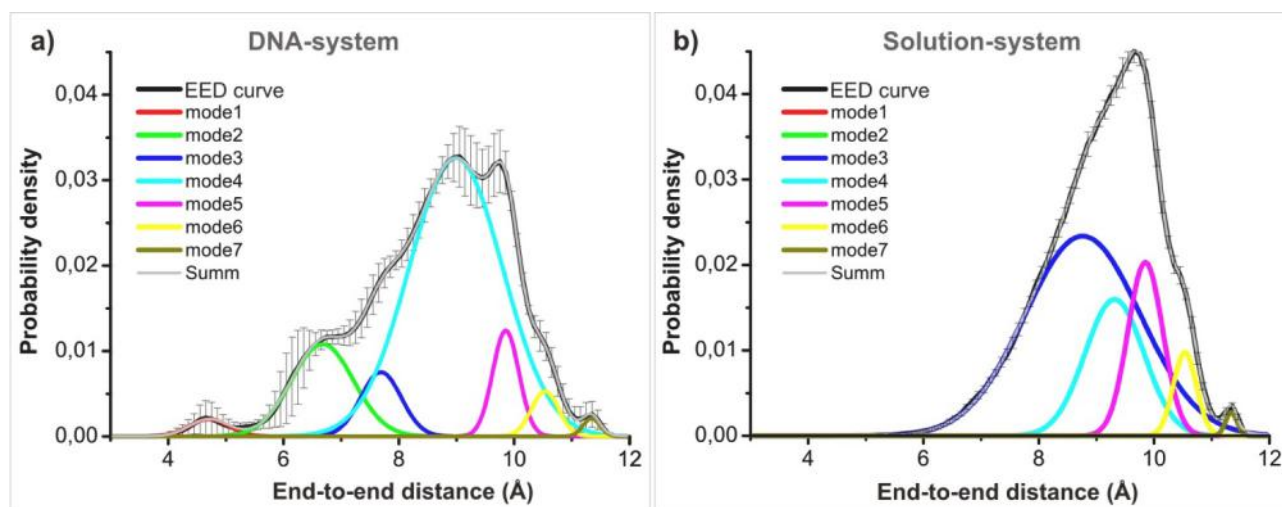 a) DNA-system
0,04
0,03
0,02
0,01
0,00
Probability density
EED curve
mode1
mode2
mode3
mode4
mode5
mode6
mode7
Summ
4 6 8 10 12
End-to-end distance (Å)
b) Solution-system
0,04
0,03
0,02
0,01
0,00
Probability density
EED curve
mode1
mode2
mode3
mode4
mode5
mode6
mode7
Summ
4 6 8 10 12
End-to-end distance (Å)